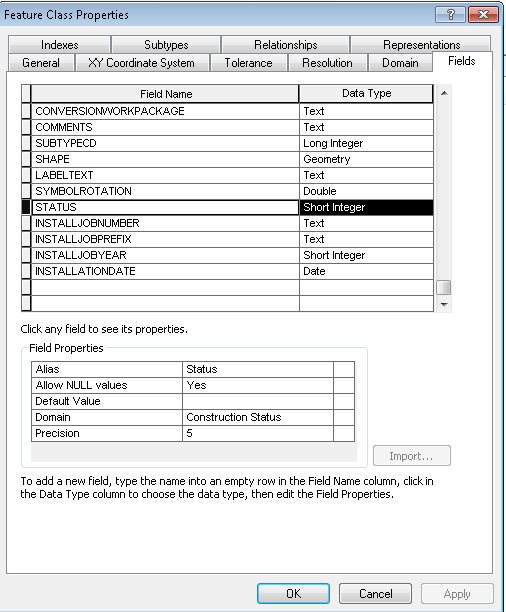 Feature Class Properties
?
Indexes Subtypes Relationships Representations
General XY Coordinate System Tolerance Resolution Domain Fields
Field Name Data Type
CONVERSIONWORKPACKAGE Text
COMMENTS Text
SUBTYPECD Long Integer
SHAPE Geometry
LABELTEXT Text
SYMBOLROTATION Double
STATUS Short Integer
INSTALLJOBNUMBER Text
INSTALLJOBPREFIX Text
INSTALLJOBYEAR Short Integer
INSTALLATIONDATE Date
Click any field to see its properties.
Field Properties
Alias Status
Allow NULL values Yes
Default Value
Domain Construction Status
Precision 5
Import...
To add a new field, type the name into an empty row in the Field Name column, click in
the Data Type column to choose the data type, then edit the Field Properties.
OK Cancel Apply